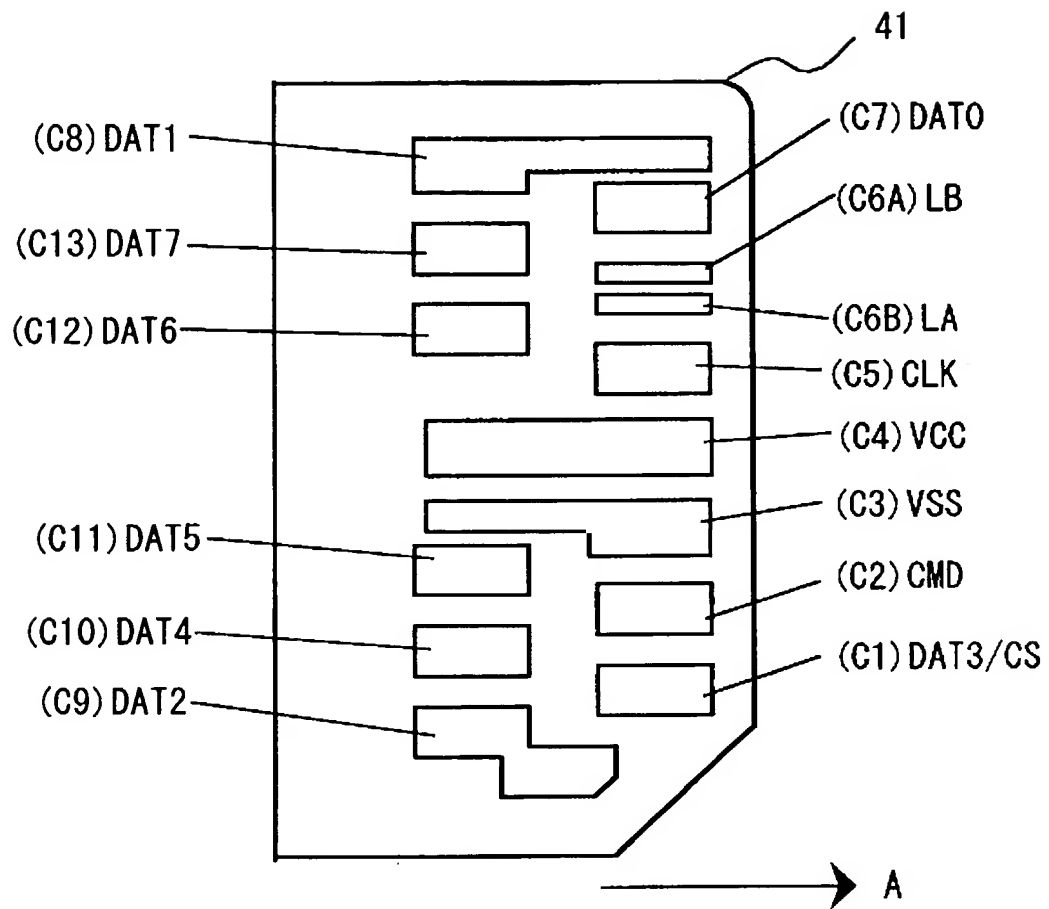 41
(C8) DAT1
(C7) DAT0
(C6A) LB
(C13) DAT7
(C6B) LA
(C12) DAT6
(C5) CLK
(C4) VCC
(C3) VSS
(C11) DAT5
(C2) CMD
(C10) DAT4
(C1) DAT3/CS
(C9) DAT2
A